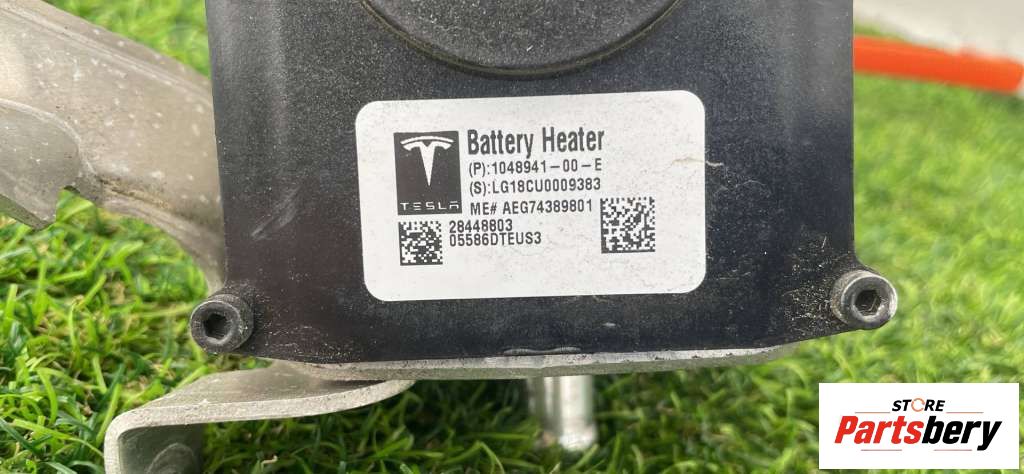 Battery Heater
(P):1048941-00-E
(S):LG18CU0009383
TESLA
ME# AEG74389801
28448803
05586DTEUS3
STORE
Partsbery